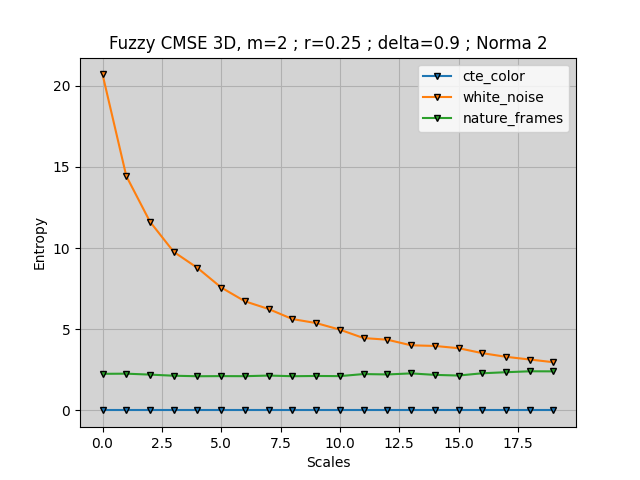 Fuzzy CMSE 3D, m=2 ; r=0.25 ; delta=0.9 ; Norma 2
cte_color
white_noise
nature_frames
20
15
10
5
0
Entropy
0.0 2.5 5.0 7.5 10.0 12.5 15.0 17.5
Scales